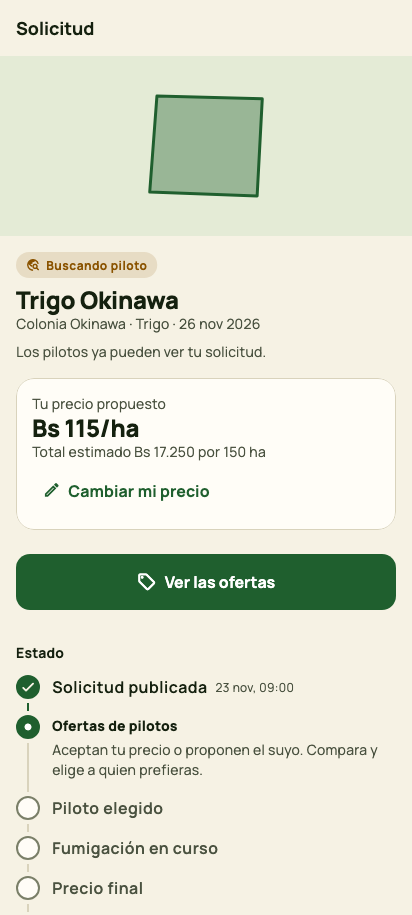 Solicitud
Buscando piloto
Trigo Okinawa
Colonia Okinawa · Trigo · 26 nov 2026
Los pilotos ya pueden ver tu solicitud.
Tu precio propuesto
Bs 115/ha
Total estimado Bs 17.250 por 150 ha
Cambiar mi precio
Ver las ofertas
Estado
Solicitud publicada 23 nov, 09:00
Ofertas de pilotos
Aceptan tu precio o proponen el suyo. Compara y
elige a quien prefieras.
Piloto elegido
Fumigación en curso
Precio final